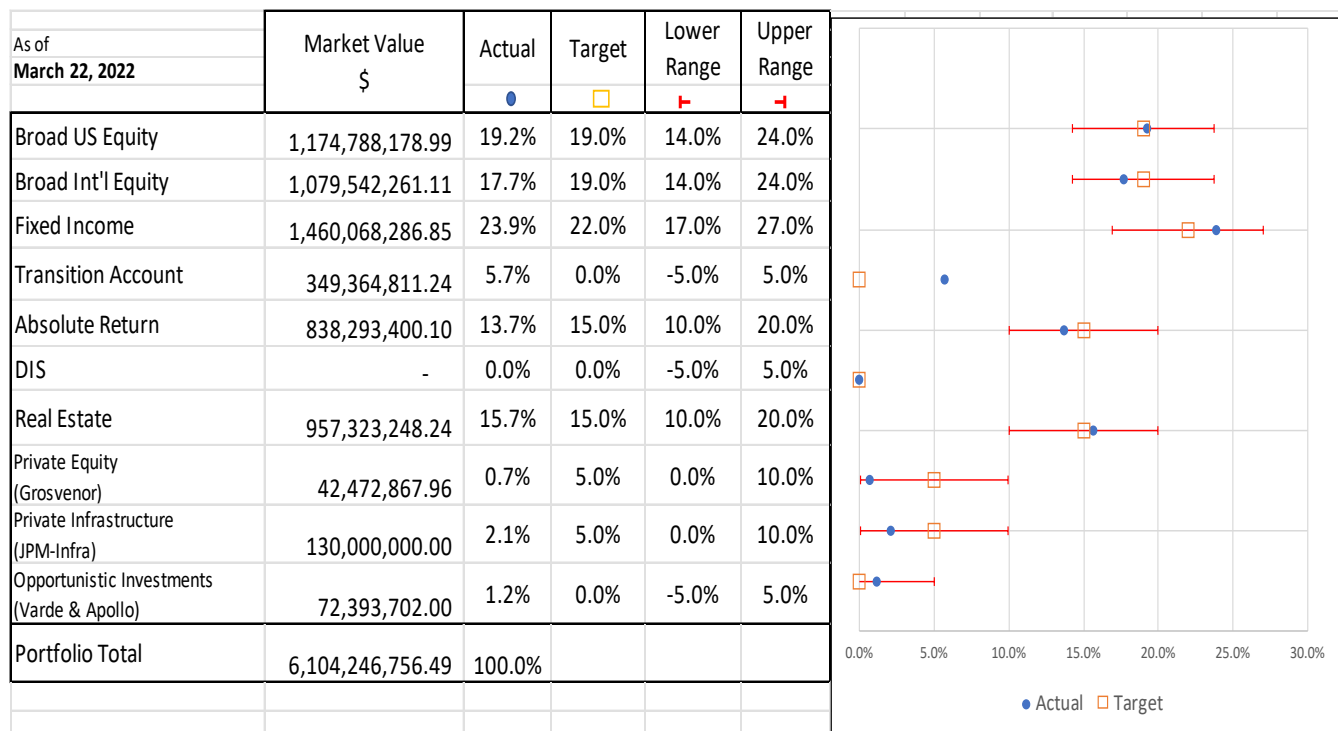 As of
March 22, 2022
Market Value
$
Actual
Target
Lower
Range
Upper
Range
Broad US Equity 1,174,788,178.99 19.2% 19.0% 14.0% 24.0%
Broad Int'l Equity 1,079,542,261.11 17.7% 19.0% 14.0% 24.0%
Fixed Income 1,460,068,286.85 23.9% 22.0% 17.0% 27.0%
Transition Account 349,364,811.24 5.7% 0.0% -5.0% 5.0%
Absolute Return 838,293,400.10 13.7% 15.0% 10.0% 20.0%
DIS - 0.0% 0.0% -5.0% 5.0%
Real Estate 957,323,248.24 15.7% 15.0% 10.0% 20.0%
Private Equity
(Grosvenor) 42,472,867.96 0.7% 5.0% 0.0% 10.0%
Private Infrastructure
(JPM-Infra) 130,000,000.00 2.1% 5.0% 0.0% 10.0%
Opportunistic Investments
(Varde & Apollo) 72,393,702.00 1.2% 0.0% -5.0% 5.0%
Portfolio Total 6,104,246,756.49 100.0%
0.0% 5.0% 10.0% 15.0% 20.0% 25.0% 30.0%
Actual Target